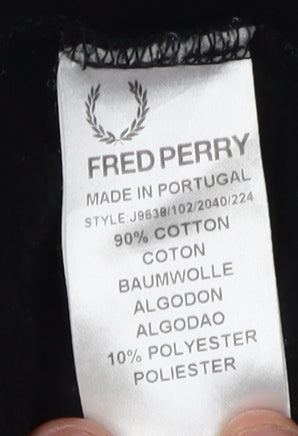 FRED PERRY
MADE IN PORTUGAL
STYLE:J9638/102/2040/224
90% COTTON
COTON
BAUMWOLLE
ALGODON
ALGODAO
10% POLYESTER
POLIESTER